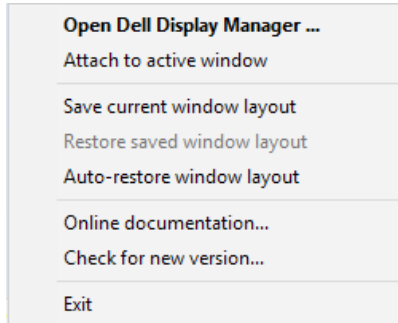 Open Dell Display Manager ...
Attach to active window
Save current window layout
Restore saved window layout
Auto-restore window layout
Online documentation...
Check for new version...
Exit